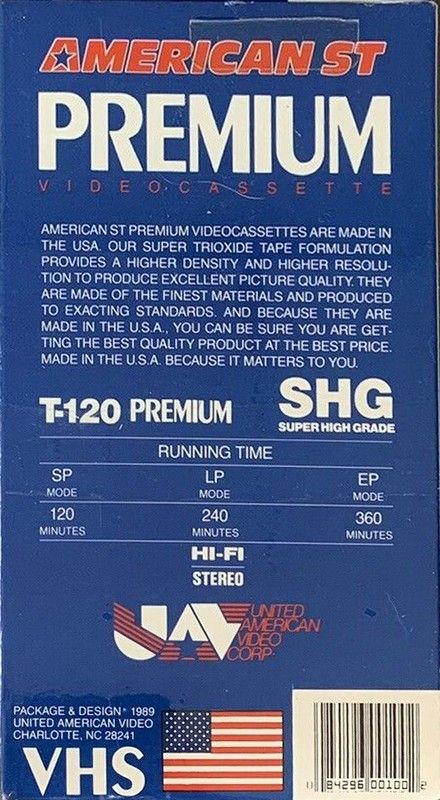 AMERICAN ST
PREMIUM
VIDEOCASSETTE
AMERICAN ST PREMIUM VIDEOCASSETTES ARE MADE IN
THE USA. OUR SUPER TRIOXIDE TAPE FORMULATION
PROVIDES A HIGHER DENSITY AND HIGHER RESOLU-
TION TO PRODUCE EXCELLENT PICTURE QUALITY. THEY
ARE MADE OF THE FINEST MATERIALS AND PRODUCED
TO EXACTING STANDARDS. AND BECAUSE THEY ARE
MADE IN THE U.S.A., YOU CAN BE SURE YOU ARE GET-
TING THE BEST QUALITY PRODUCT AT THE BEST PRICE.
MADE IN THE U.S.A. BECAUSE IT MATTERS TO YOU.
T-120 PREMIUM SHG
SUPER HIGH GRADE
RUNNING TIME
SP LP EP
MODE MODE MODE
120 240 360
MINUTES MINUTES MINUTES
HI-FI
STEREO
UAV
UNITED
AMERICAN
VIDEO
CORP
PACKAGE & DESIGN® 1989
UNITED AMERICAN VIDEO
CHARLOTTE, NC 28241
VHS
0 84296 00100 2